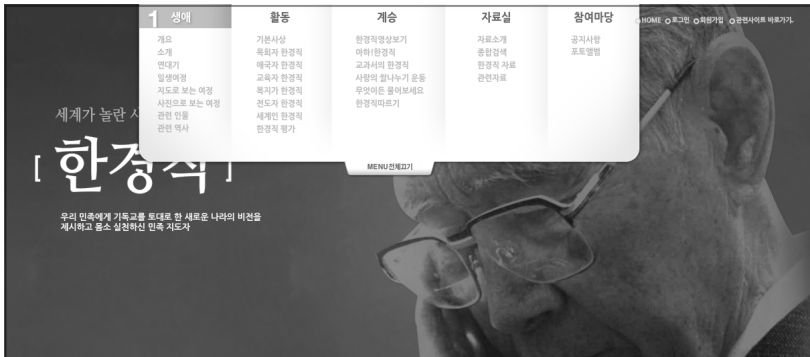 1 생애
개요
소개
연대기
일생여정
지도로 보는 여정
사진으로 보는 여정
관련 인물
관련 역사
활동
기본사상
목회자 한경직
애국자 한경직
교육자 한경직
복지가 한경직
전도자 한경직
세계인 한경직
한경직 평가
계승
한경직영상보기
아하!한경직
교과서의 한경직
사랑의 쌀나누기 운동
무엇이든 물어보세요
한경직따르기
자료실
자료소개
종합검색
한경직 자료
관련자료
참여마당
공지사항
포토앨범
HOME 로그인 회원가입 관련사이트 바로가기
MENU전체끄기
세계가 놀란
[ 한경직 ]
우리 민족에게 기독교를 토대로 한 새로운 나라의 비전을
제시하고 몸소 실천하신 민족 지도자